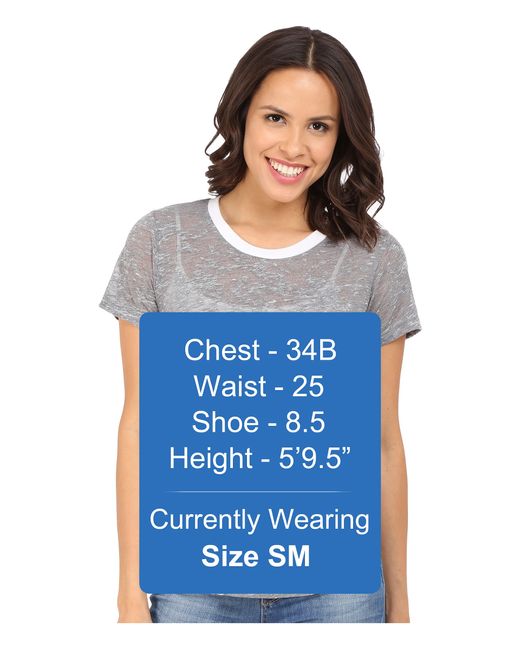 Chest - 34B
Waist - 25
Shoe - 8.5
Height - 5’9.5”
Currently Wearing
Size SM